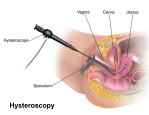 Vagina
Cervix
Uterus
Hysteroscope
Speculum
Hysteroscopy